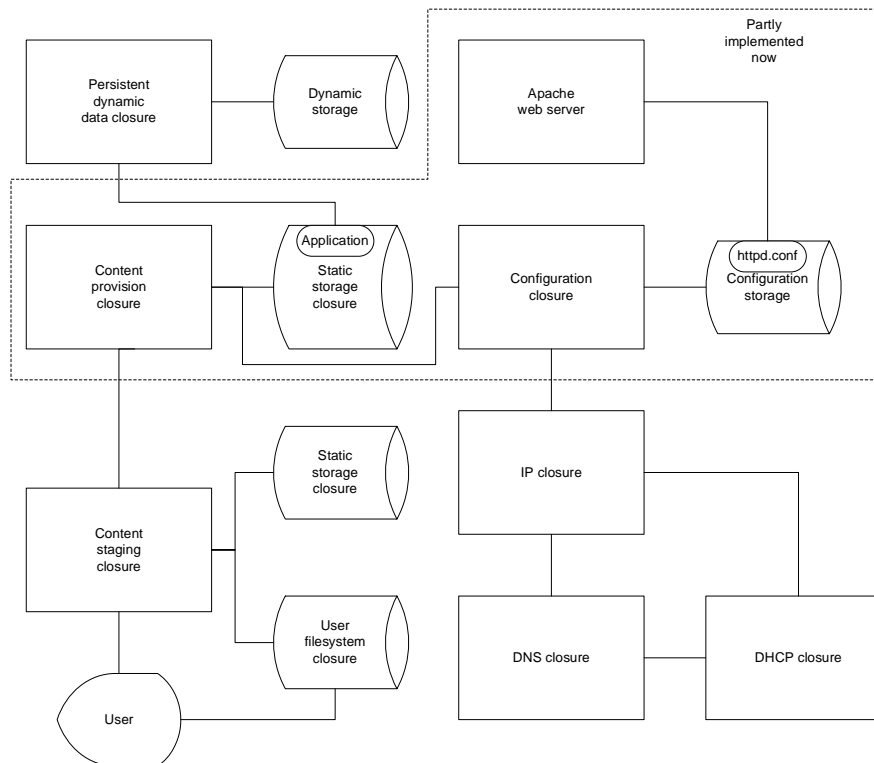 Partly
implemented
now
Persistent
dynamic
data closure
Dynamic
storage
Apache
web server
Content
provision
closure
Application
Static
storage
closure
Configuration
closure
httpd.conf
Configuration
storage
Static
storage
closure
IP closure
Content
staging
closure
User
filesystem
closure
DNS closure
DHCP closure
User